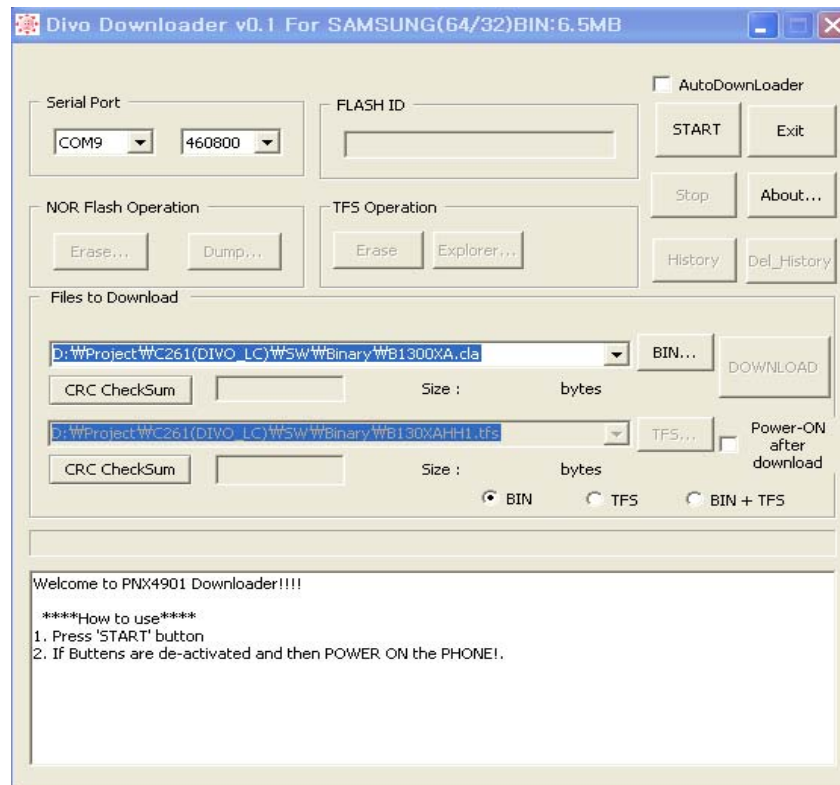 Divo Downloader v0.1 For SAMSUNG(64/32)BIN:6.5MB
AutoDownLoader
Serial Port
COM9
460800
FLASH ID
START
Exit
NOR Flash Operation
Erase...
Dump...
TFS Operation
Erase
Explorer...
Stop
About...
History
Del_History
Files to Download
D:₩Project₩C261(DIVO_LC)₩SW₩Binary₩B1300XA.cla
BIN...
DOWNLOAD
CRC CheckSum
Size :
bytes
D:₩Project₩C261(DIVO_LC)₩SW₩Binary₩B130XAHH1.tfs
TFS...
Power-ON
after
download
CRC CheckSum
Size :
bytes
BIN
TFS
BIN + TFS
Welcome to PNX4901 Downloader!!!!
****How to use****
1. Press 'START' button
2. If Buttens are de-activated and then POWER ON the PHONE!.